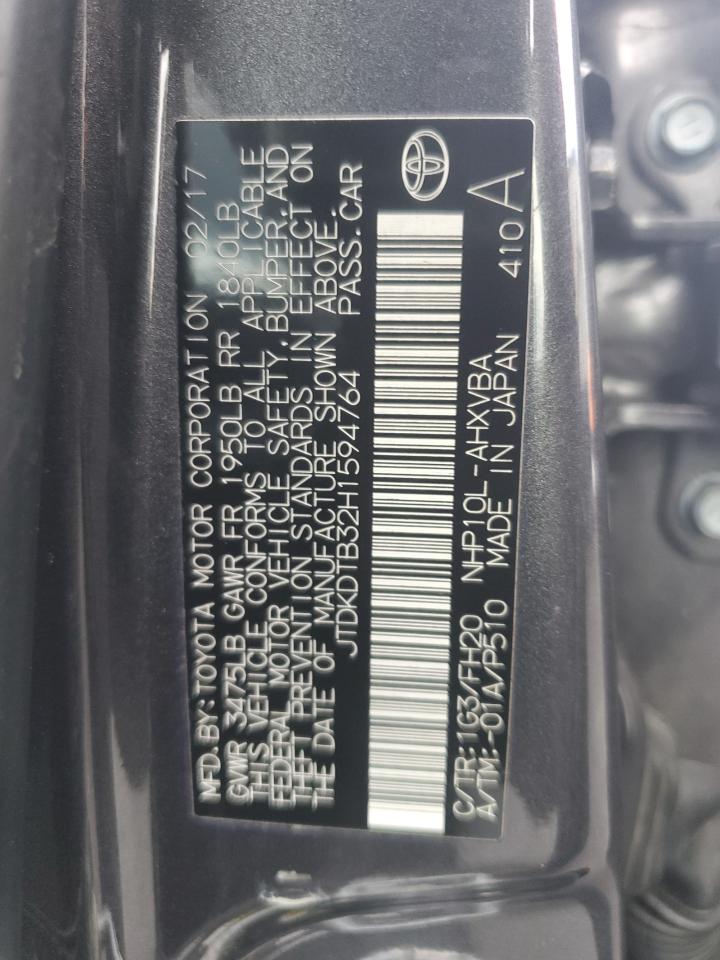 MFD.BY:TOYOTA MOTOR CORPORATION 02/17
GVWR 3475LB GAWR FR 1950LB RR 1840LB
THIS VEHICLE CONFORMS TO ALL APPLICABLE
FEDERAL MOTOR VEHICLE SAFETY,BUMPER,AND
THEFT PREVENTION STANDARDS IN EFFECT ON
THE DATE OF MANUFACTURE SHOWN ABOVE.
JTDKDTB32H1594764 PASS.CAR
C/TR:1G3/FH20 NHP10L-AHXVBA
A/TM:-01A/P510 MADE IN JAPAN 410A